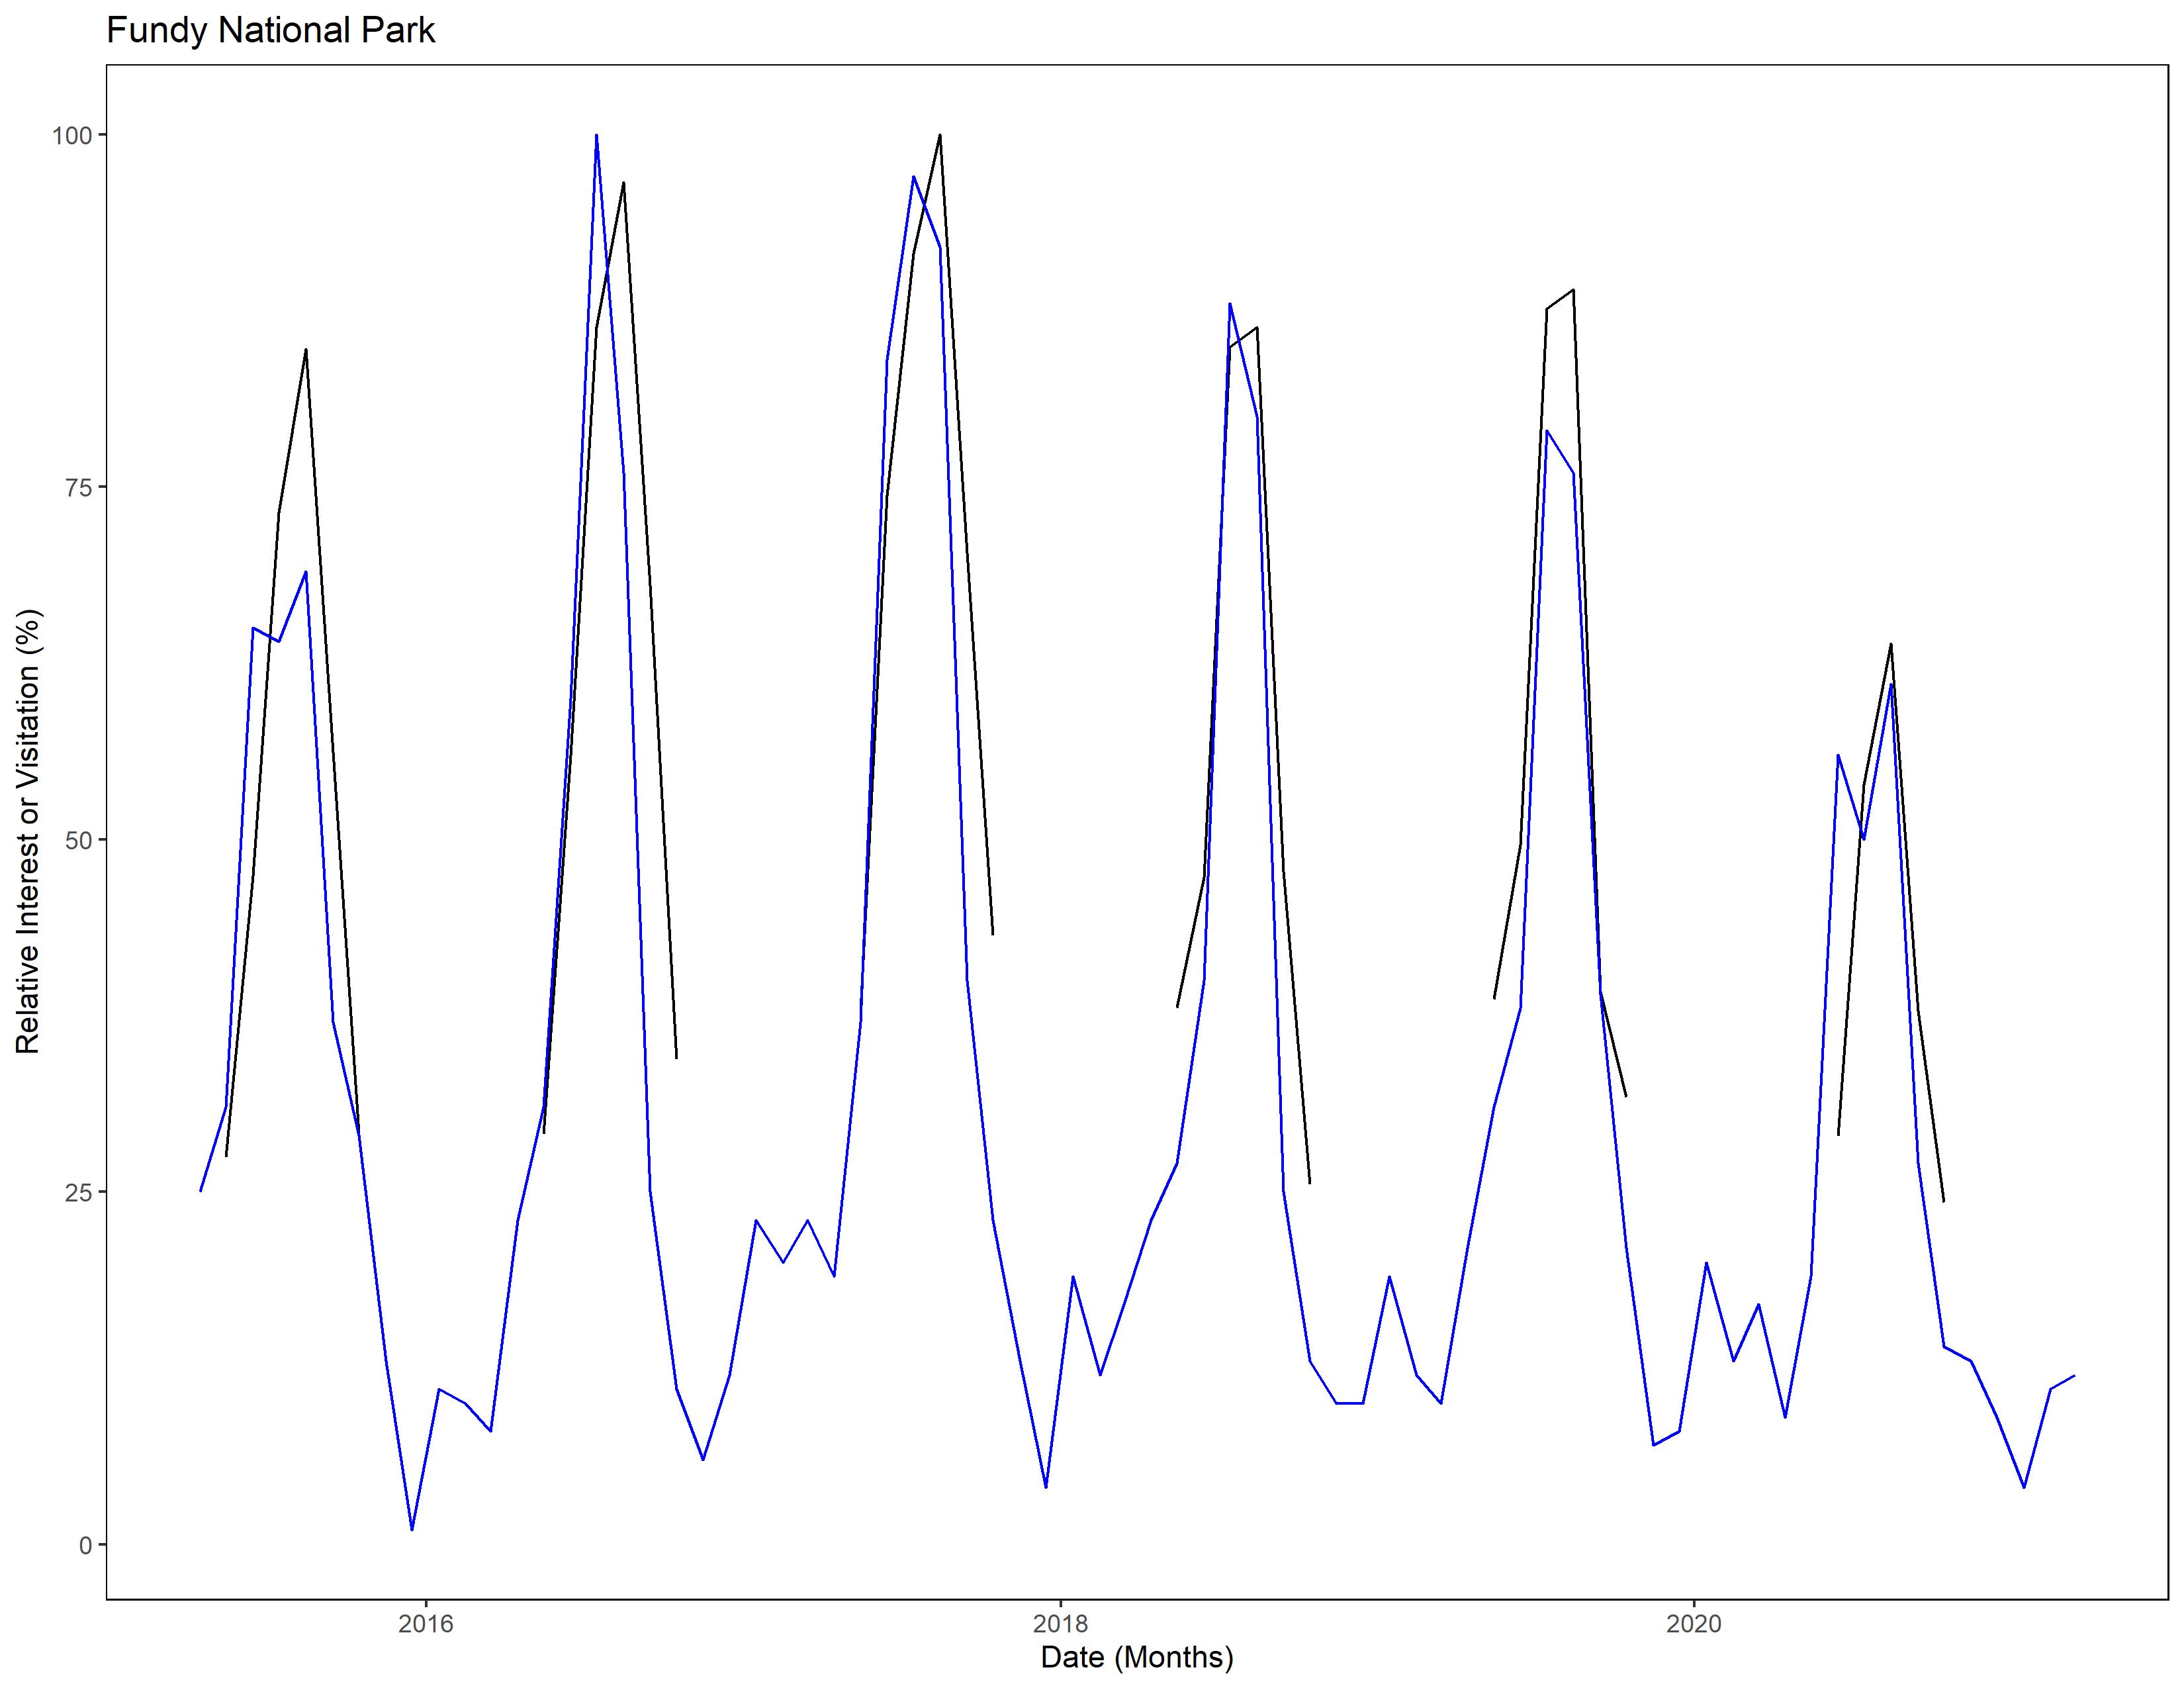 Fundy National Park
100
75
50
25
0
Relative Interest or Visitation (%)
2016
2018
2020
Date (Months)